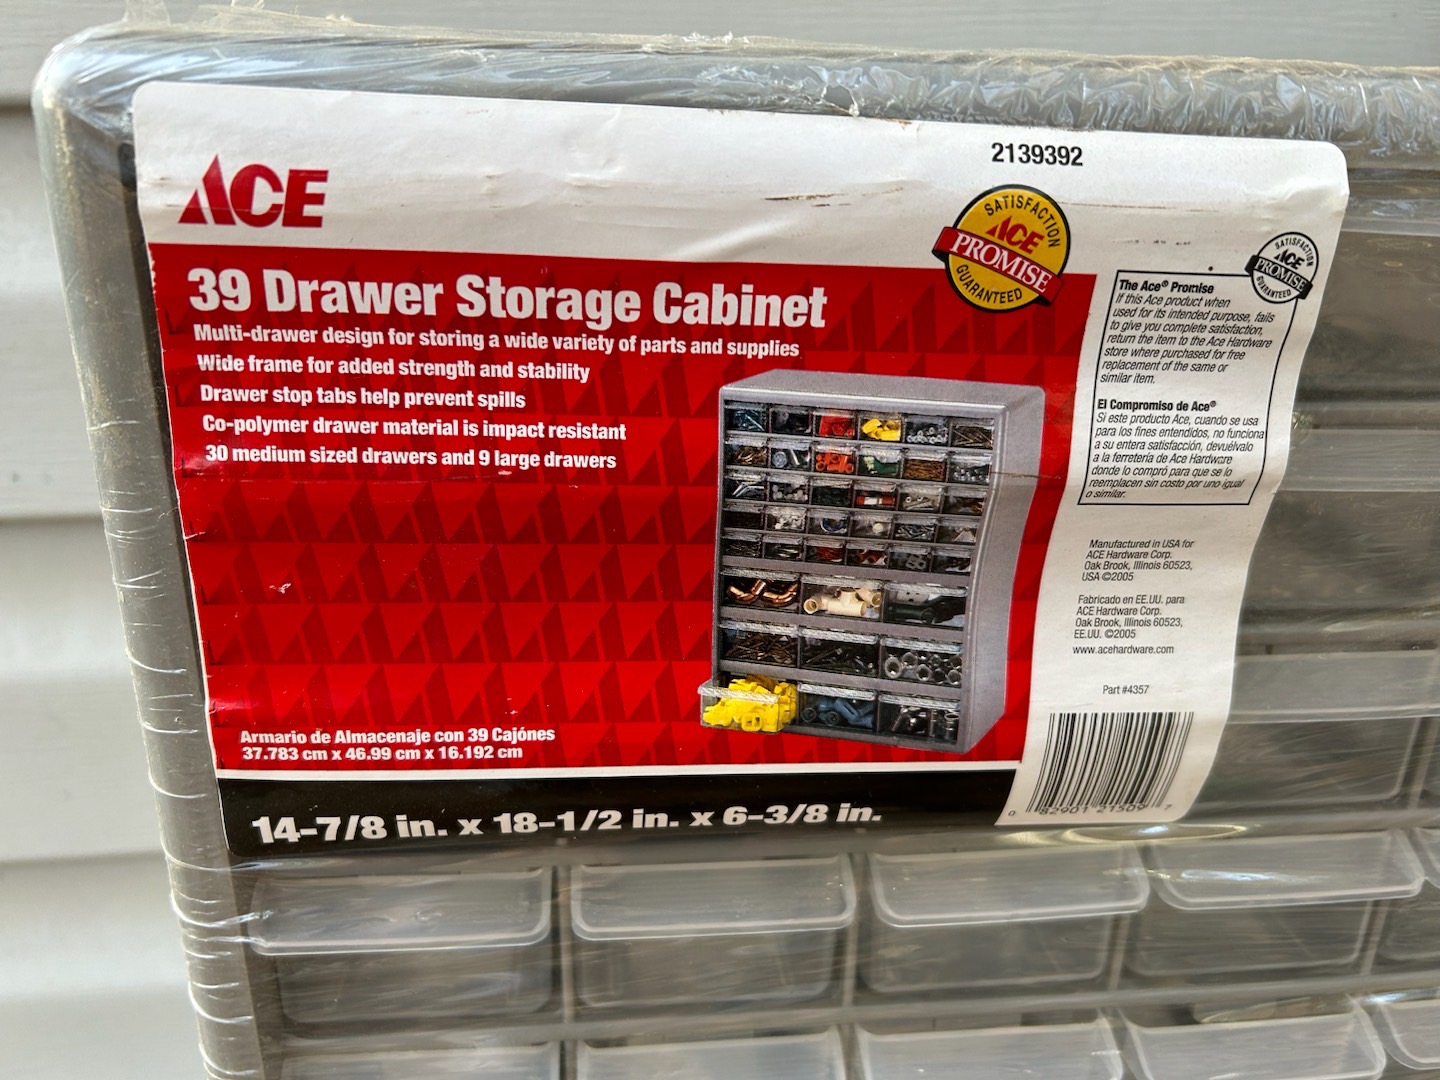 ACE
2139392
SATISFACTION
ACE
PROMISE
GUARANTEED
39 Drawer Storage Cabinet
Multi-drawer design for storing a wide variety of parts and supplies
Wide frame for added strength and stability
Drawer stop tabs help prevent spills
Co-polymer drawer material is impact resistant
30 medium sized drawers and 9 large drawers
Armario de Almacenaje con 39 Cajónes
37.783 cm x 46.99 cm x 16.192 cm
14-7/8 in. x 18-1/2 in. x 6-3/8 in.
SATISFACTION
ACE
PROMISE
GUARANTEED
The Ace® Promise
If this Ace product when
used for its intended purpose, fails
to give you complete satisfaction,
return the item to the Ace Hardware
store where purchased for free
replacement of the same or
similar item.
El Compromiso de Ace®
Si este producto Ace, cuando se usa
para los fines entendidos, no funciona
a su entera satisfacción, devuélvalo
a la ferretería de Ace Hardware
donde lo compró para que se lo
reemplacen sin costo por uno igual
o similar.
Manufactured in USA for
ACE Hardware Corp.
Oak Brook, Illinois 60523,
USA ©2005
Fabricado en EE.UU. para
ACE Hardware Corp.
Oak Brook, Illinois 60523,
EE.UU. ©2005
www.acehardware.com
Part #4357
0 82901 21509 7